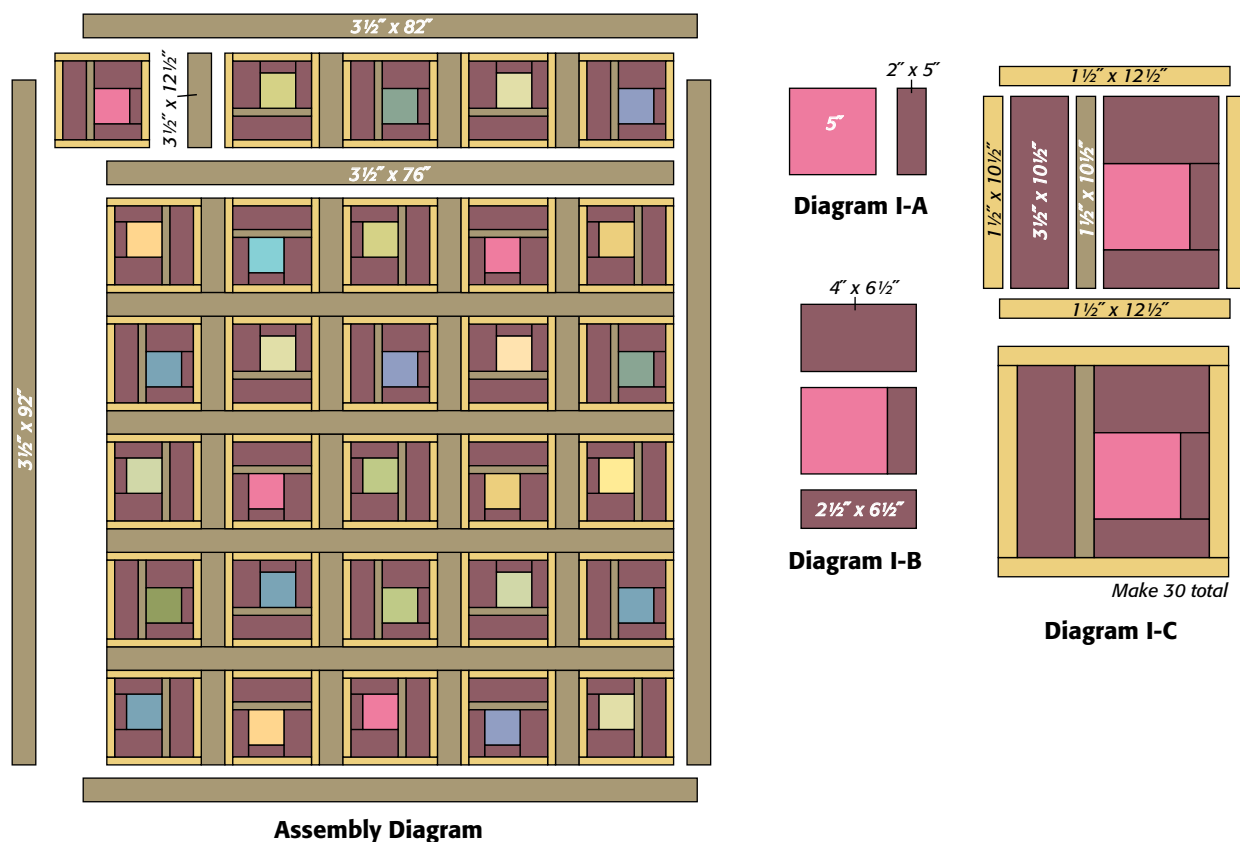 3½˝ x 82˝
3½˝ x 12½˝
3½˝ x 76˝
3½˝ x 92˝
Assembly Diagram
2˝ x 5˝
5˝
Diagram I-A
4˝ x 6½˝
2½˝ x 6½˝
Diagram I-B
1½˝ x 12½˝
1½˝ x 10½˝
3½˝ x 10½˝
1½˝ x 10½˝
1½˝ x 12½˝
Make 30 total
Diagram I-C